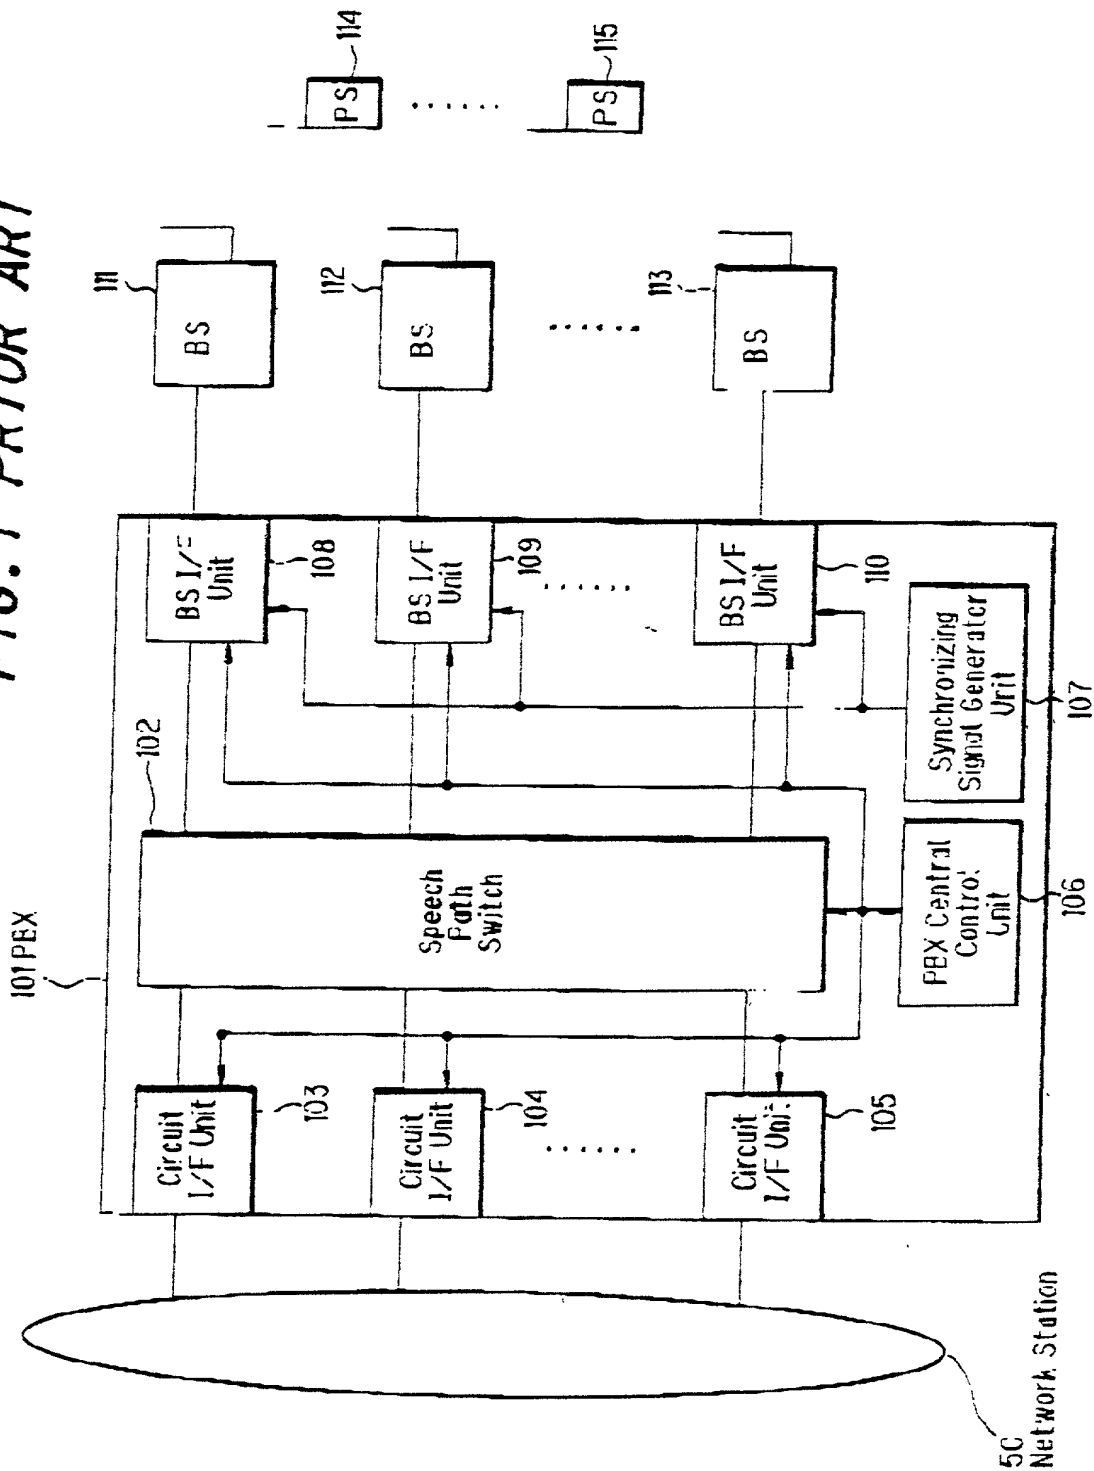 FIG. 1 PRIOR ART
101 PBX
102
Speech
Path
Switch
Circuit
I/F Unit
103
Circuit
I/F Unit
104
Circuit
I/F Unit
105
BS I/F
Unit
108
BS I/F
Unit
109
BS I/F
Unit
110
BS
111
BS
112
BS
113
PS
114
PS
115
PBX Central
Control
Unit
106
Synchronizing
Signal Generator
Unit
107
50
Network Station